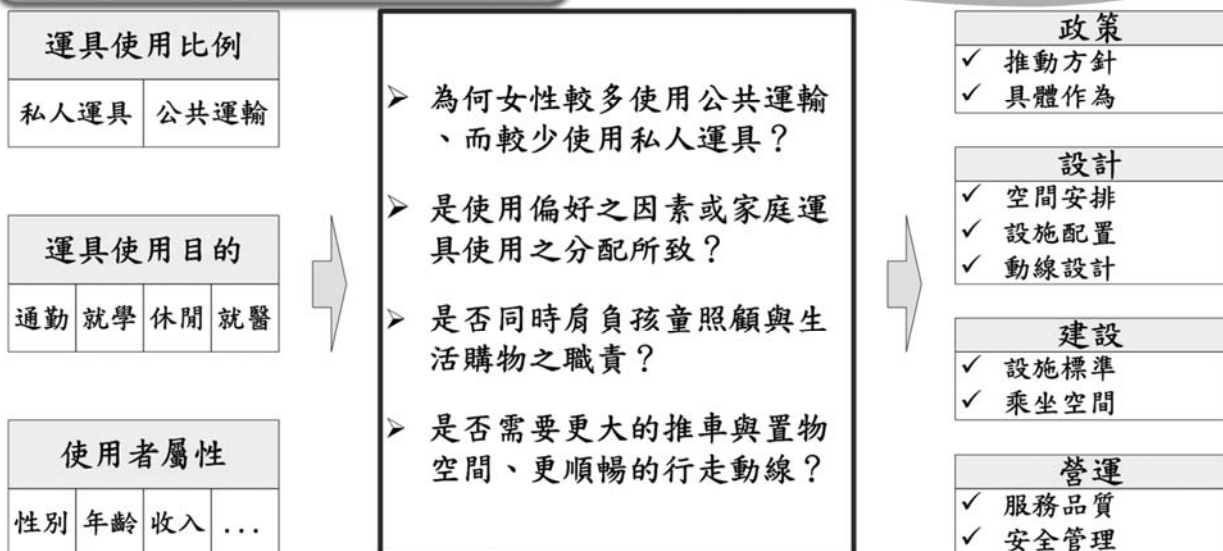 運具使用比例
私人運具 公共運輸
運具使用目的
通勤 就學 休閒 就醫
使用者屬性
性別 年齡 收入 ...
➢ 為何女性較多使用公共運輸
、而較少使用私人運具？
➢ 是使用偏好之因素或家庭運
具使用之分配所致？
➢ 是否同時肩負孩童照顧與生
活購物之職責？
➢ 是否需要更大的推車與置物
空間、更順暢的行走動線？
政策
✓ 推動方針
✓ 具體作為
設計
✓ 空間安排
✓ 設施配置
✓ 動線設計
建設
✓ 設施標準
✓ 乘坐空間
營運
✓ 服務品質
✓ 安全管理